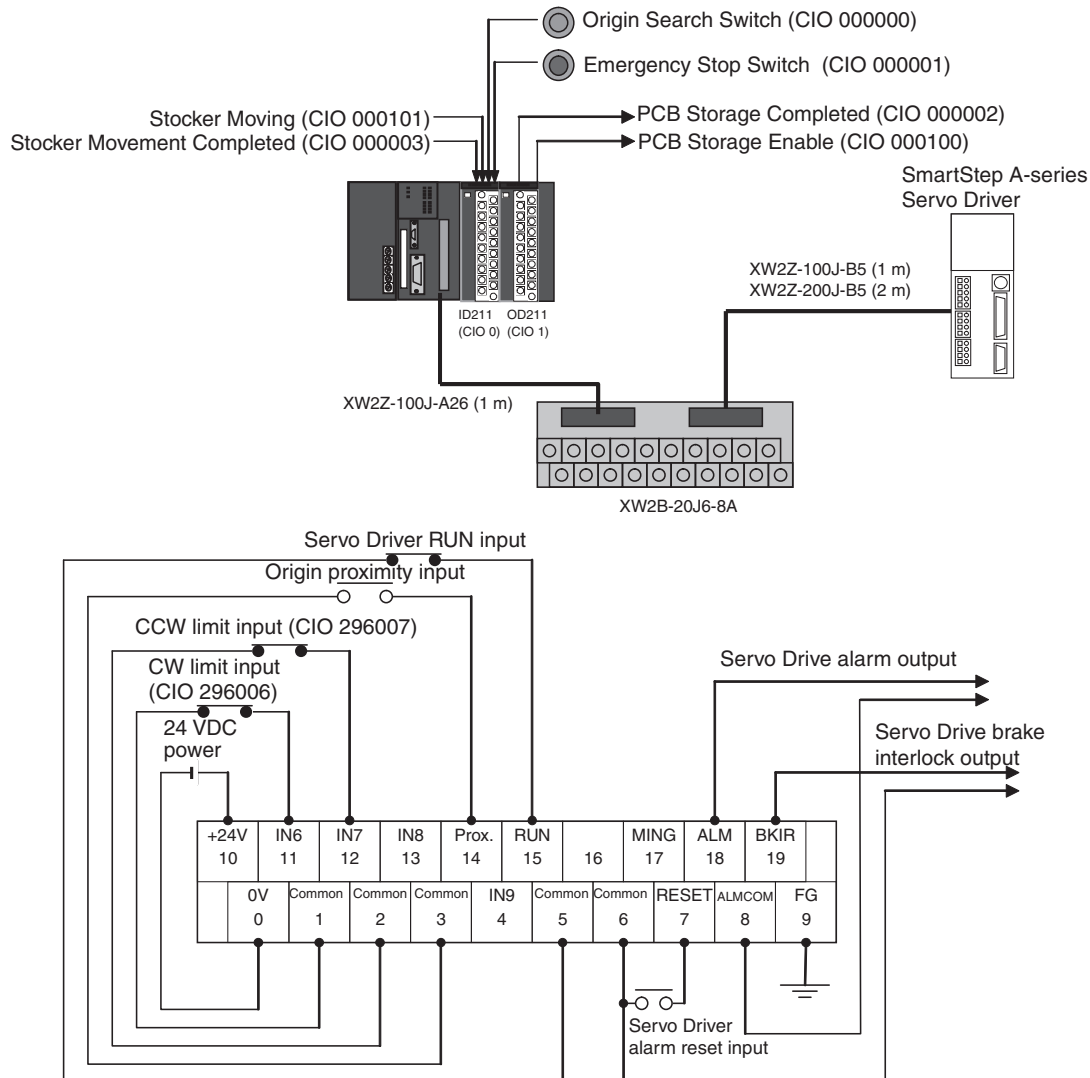 Origin Search Switch (CIO 000000)
Emergency Stop Switch (CIO 000001)
Stocker Moving (CIO 000101)
Stocker Movement Completed (CIO 000003)
PCB Storage Completed (CIO 000002)
PCB Storage Enable (CIO 000100)
SmartStep A-series
Servo Driver
XW2Z-100J-B5 (1 m)
XW2Z-200J-B5 (2 m)
ID211 OD211
(CIO 0) (CIO 1)
XW2Z-100J-A26 (1 m)
XW2B-20J6-8A
Servo Driver RUN input
Origin proximity input
CCW limit input (CIO 296007)
CW limit input
(CIO 296006)
24 VDC
power
Servo Drive alarm output
Servo Drive brake
interlock output
+24V IN6 IN7 IN8 Prox. RUN MING ALM BKIR
10 11 12 13 14 15 16 17 18 19
0V Common Common Common IN9 Common Common RESET ALMCOM FG
0 1 2 3 4 5 6 7 8 9
Servo Driver
alarm reset input